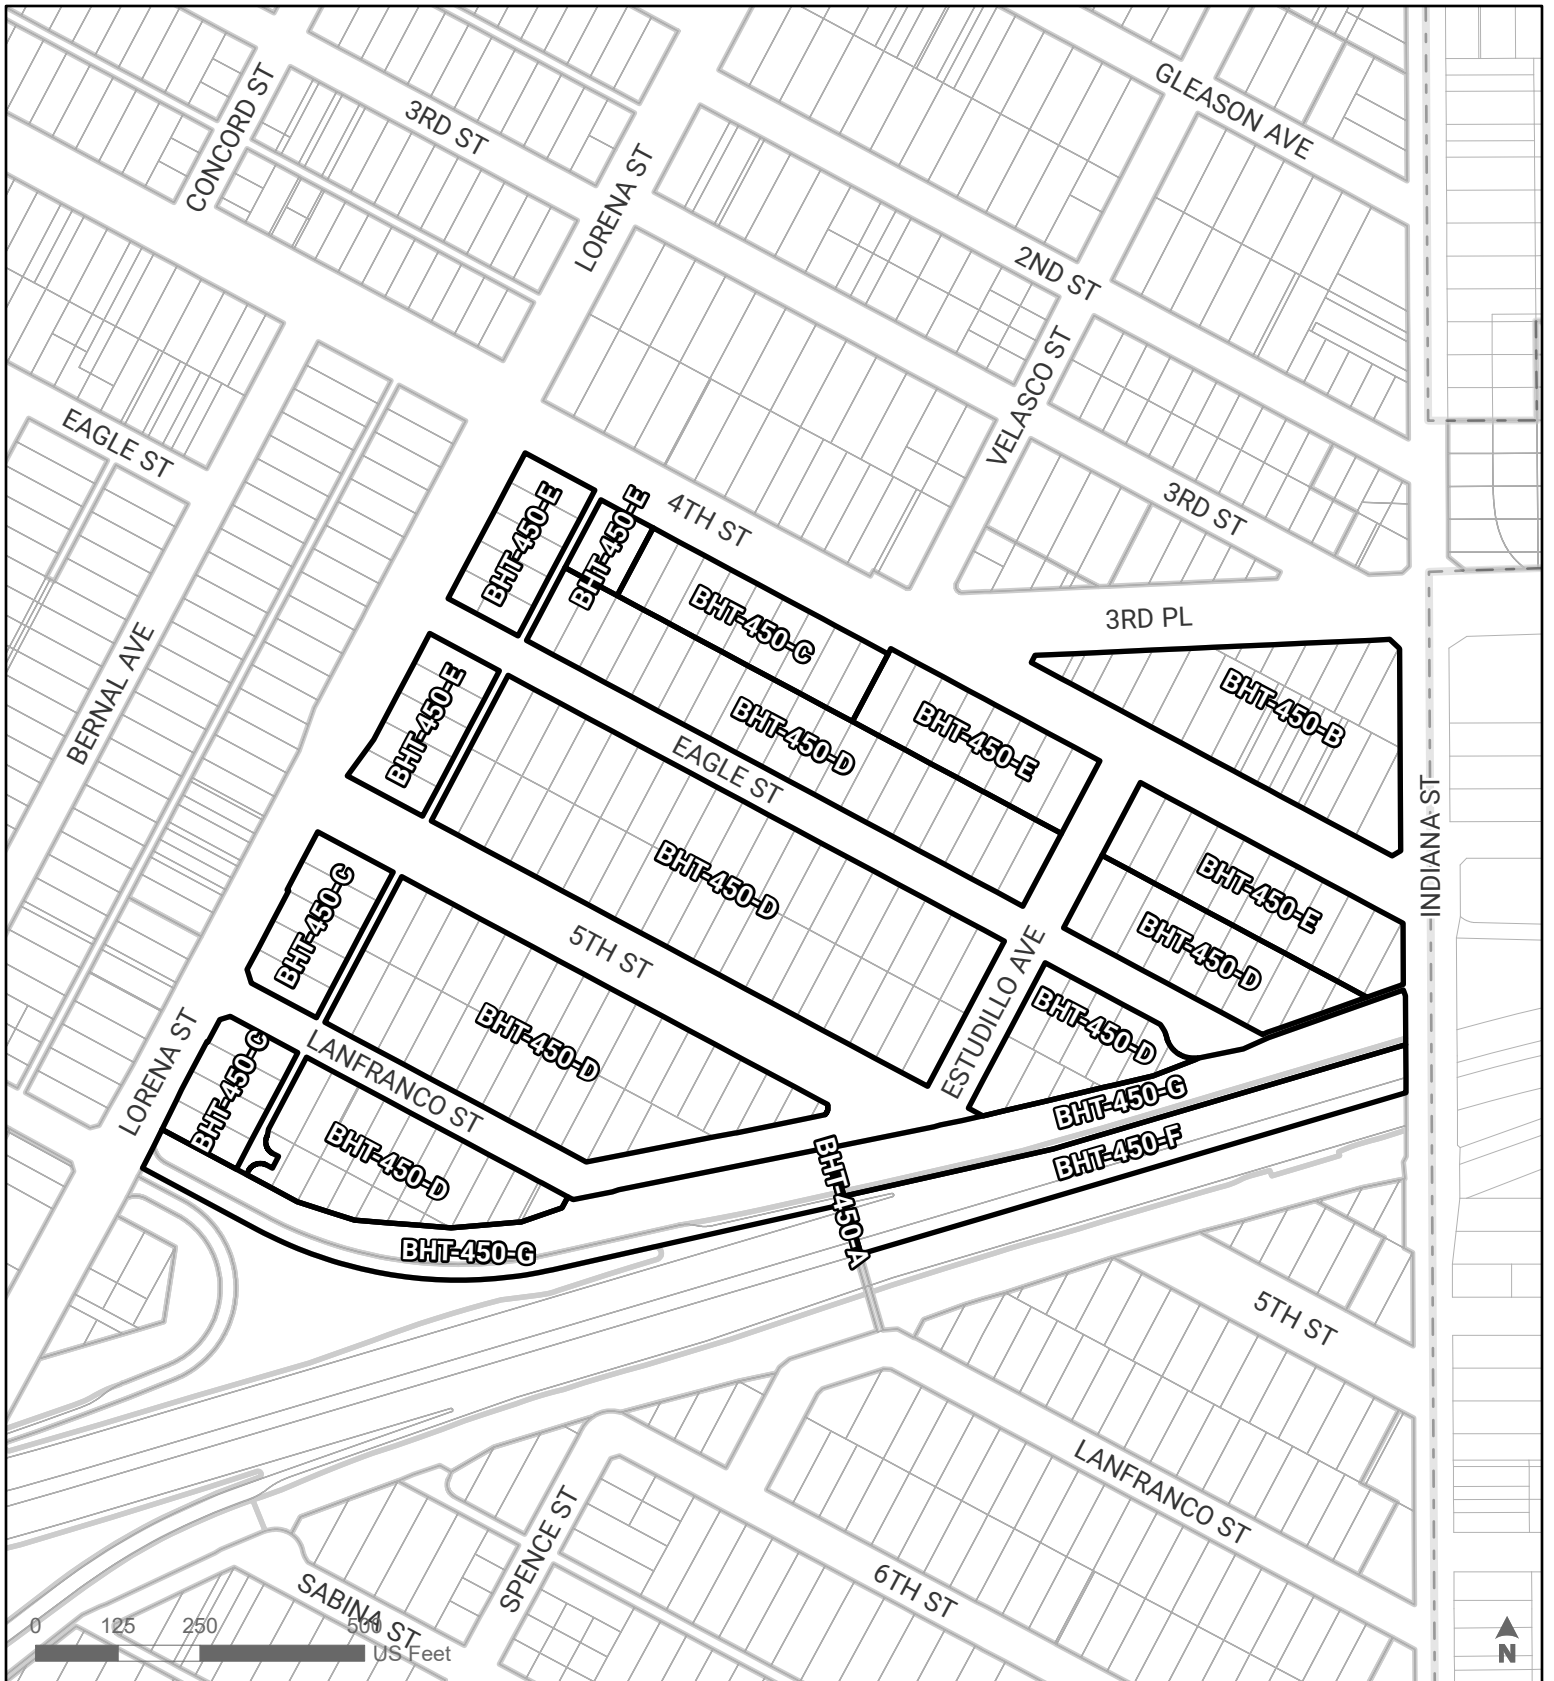 GLEASON AVE
CONCORD ST
3RD ST
LORENA ST
2ND ST
VELASCO ST
EAGLE ST
4TH ST
3RD ST
BHT-450-E
BHT-450-E
BHT-450-C
3RD PL
BERNAL AVE
BHT-450-E
BHT-450-D
BHT-450-E
BHT-450-B
EAGLE ST
INDIANA ST
BHT-450-D
BHT-450-E
BHT-450-C
5TH ST
BHT-450-D
ESTUDILLO AVE
BHT-450-D
BHT-450-D
LORENA ST
LANFRANCO ST
BHT-450-C
BHT-450-D
BHT-450-G
BHT-450-F
BHT-450-A
BHT-450-G
5TH ST
LANFRANCO ST
SPENCE ST
6TH ST
SABINA ST
0 125 250 500
US Feet
N